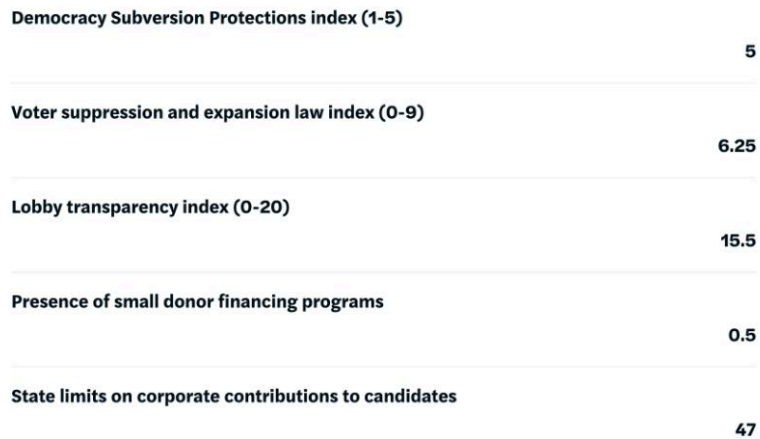 Democracy Subversion Protections index (1-5)
5
Voter suppression and expansion law index (0-9)
6.25
Lobby transparency index (0-20)
15.5
Presence of small donor financing programs
0.5
State limits on corporate contributions to candidates
47